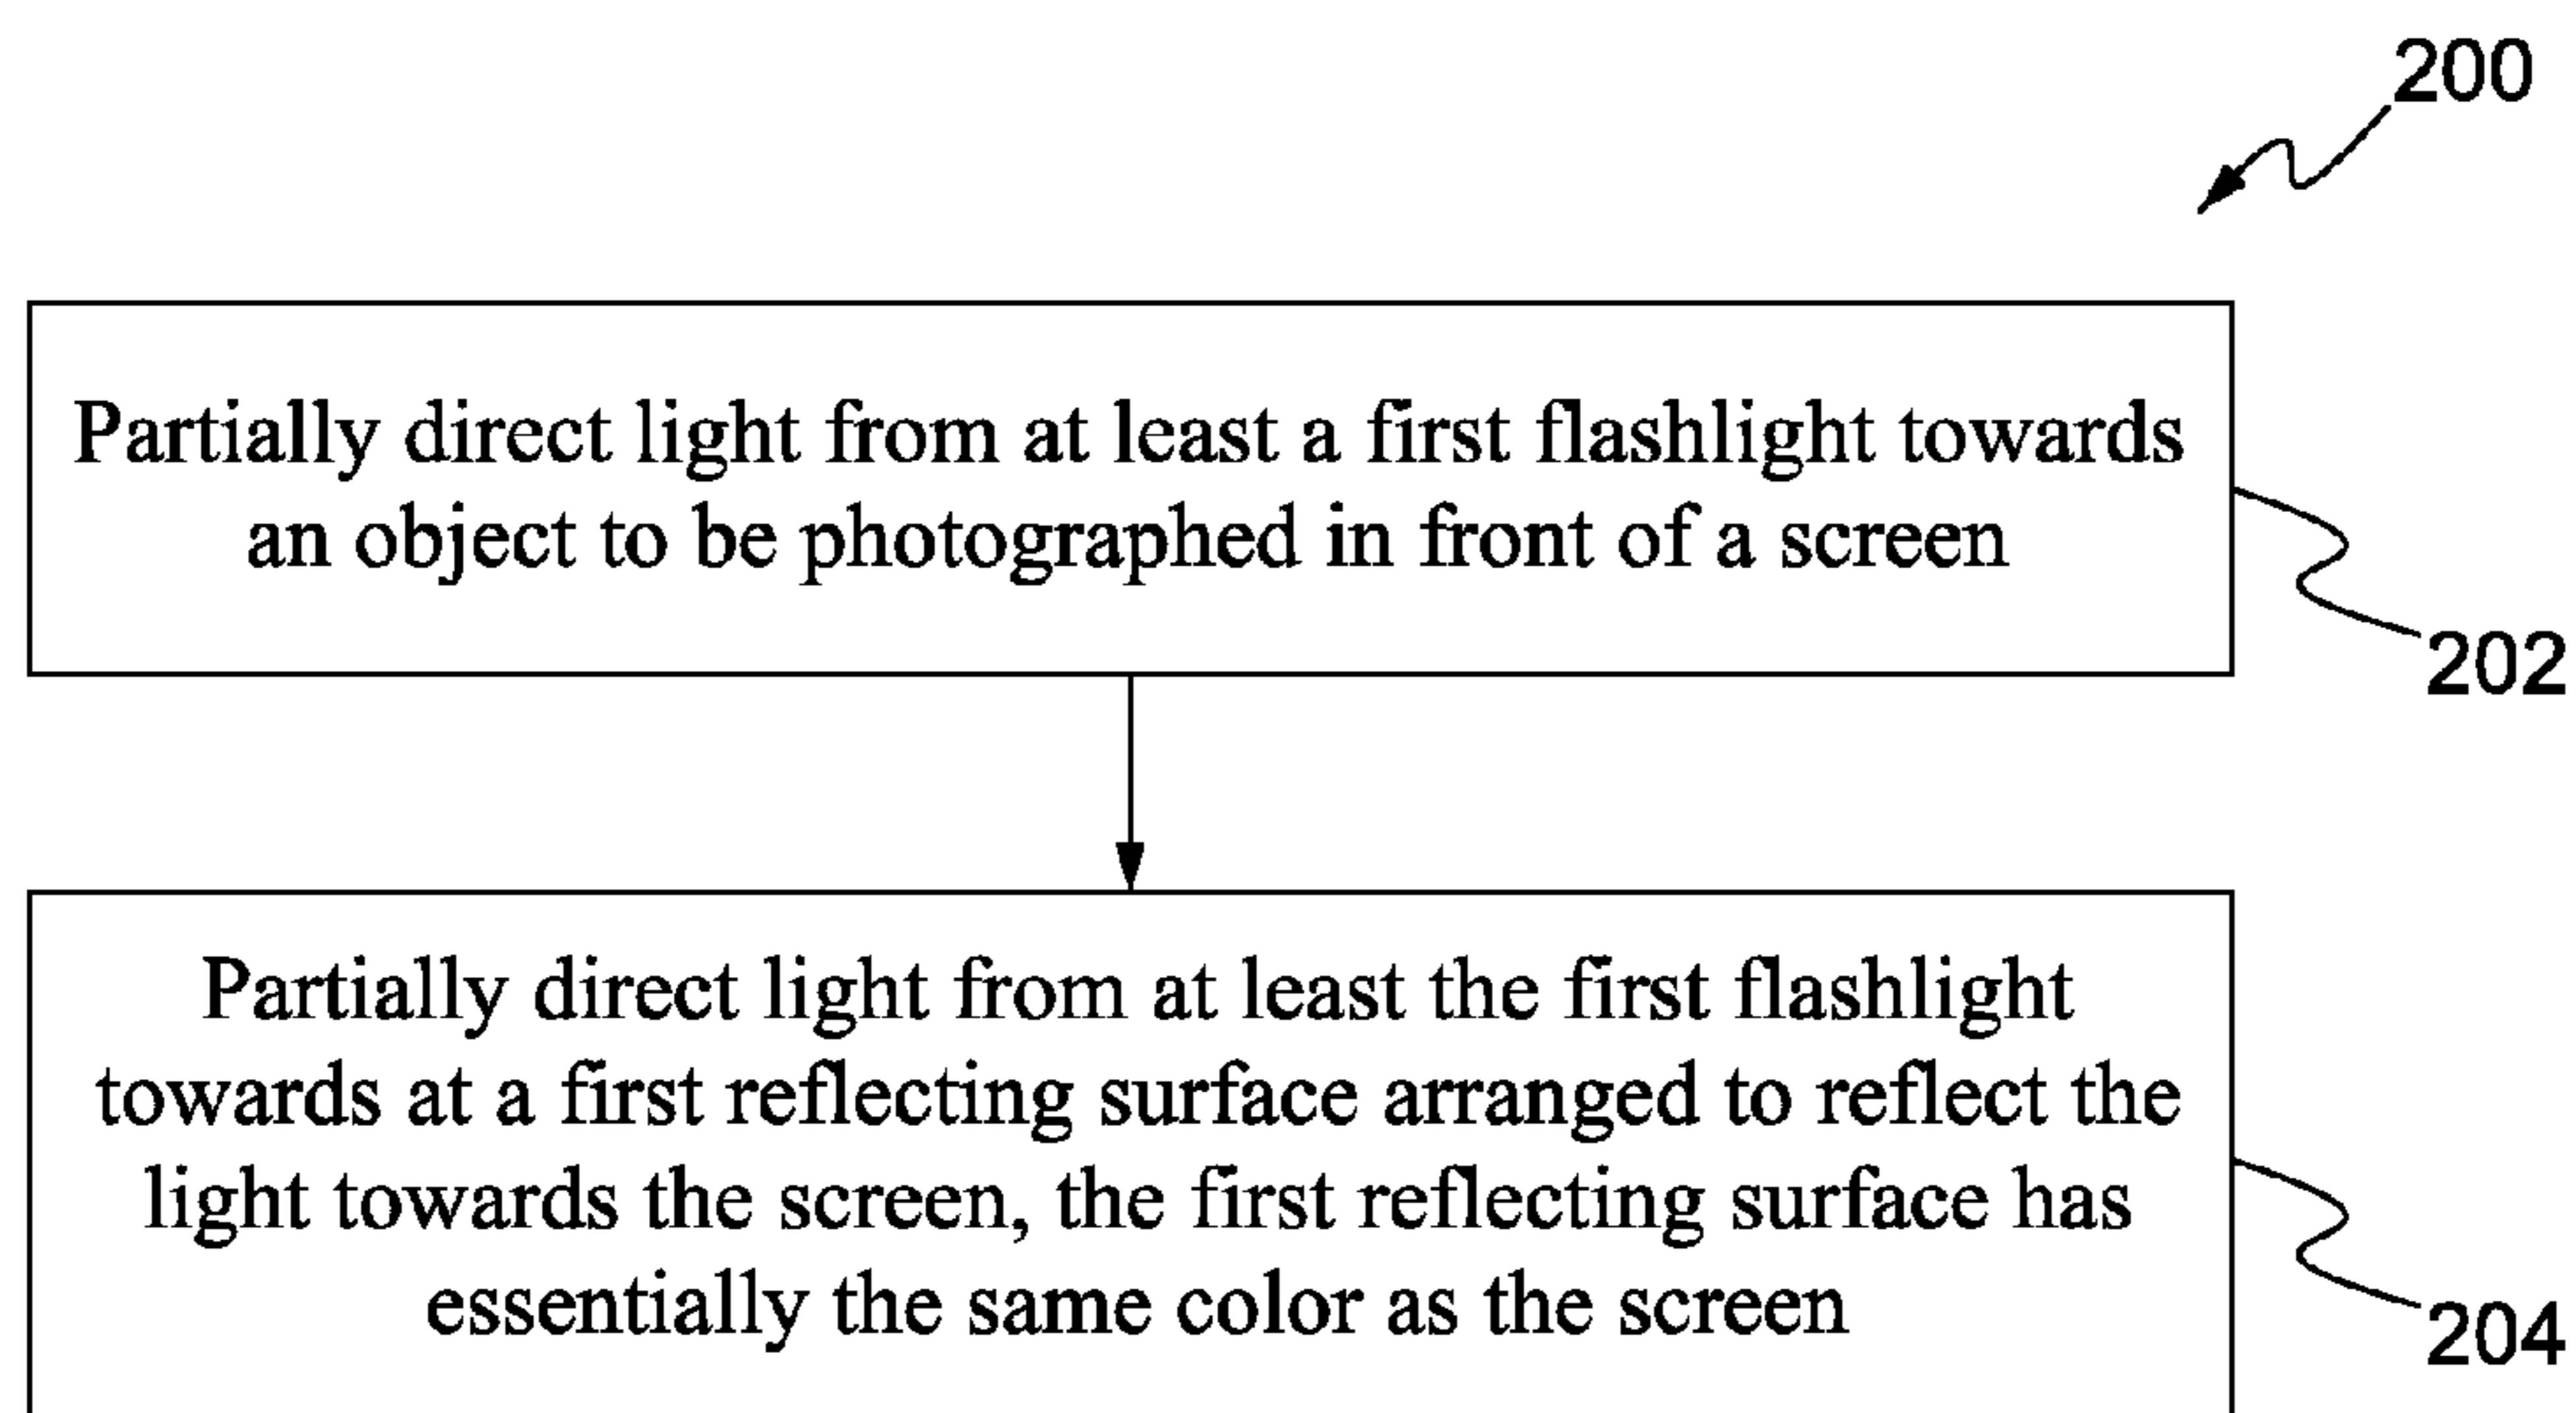 200
Partially direct light from at least a first flashlight towards
an object to be photographed in front of a screen
202
Partially direct light from at least the first flashlight
towards at a first reflecting surface arranged to reflect the
light towards the screen, the first reflecting surface has
essentially the same color as the screen
204